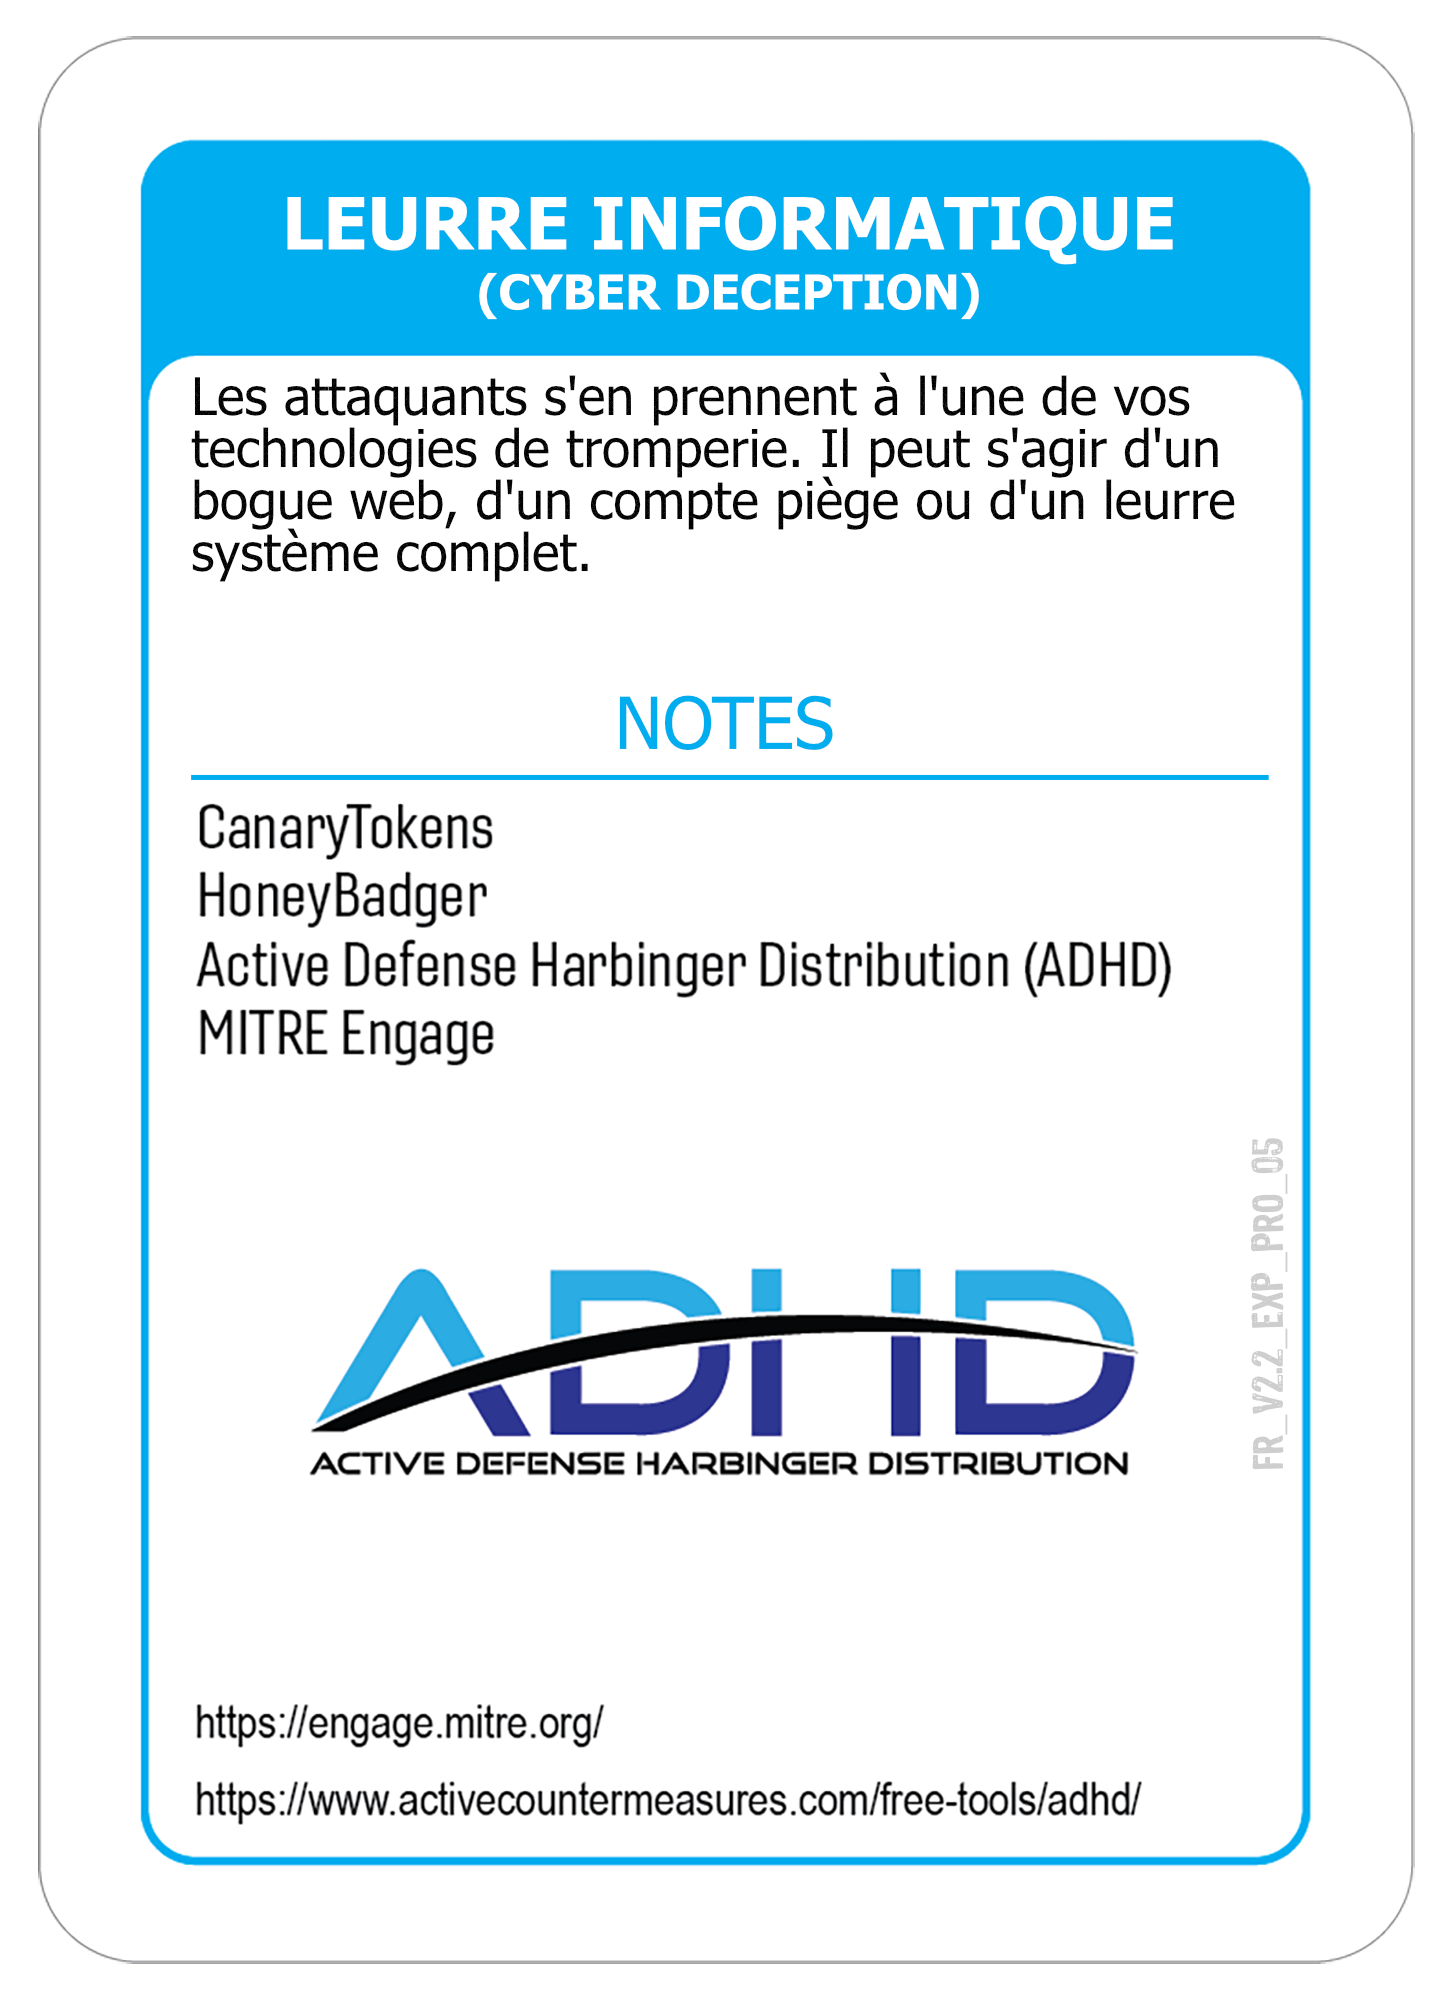 LEURRE INFORMATIQUE
(CYBER DECEPTION)
Les attaquants s'en prennent à l'une de vos
technologies de tromperie. Il peut s'agir d'un
bogue web, d'un compte piège ou d'un leurre
système complet.
NOTES
CanaryTokens
HoneyBadger
Active Defense Harbinger Distribution (ADHD)
MITRE Engage
FR_V2.2_EXP_PRO_05
ADHD
ACTIVE DEFENSE HARBINGER DISTRIBUTION
https://engage.mitre.org/
https://www.activecountermeasures.com/free-tools/adhd/